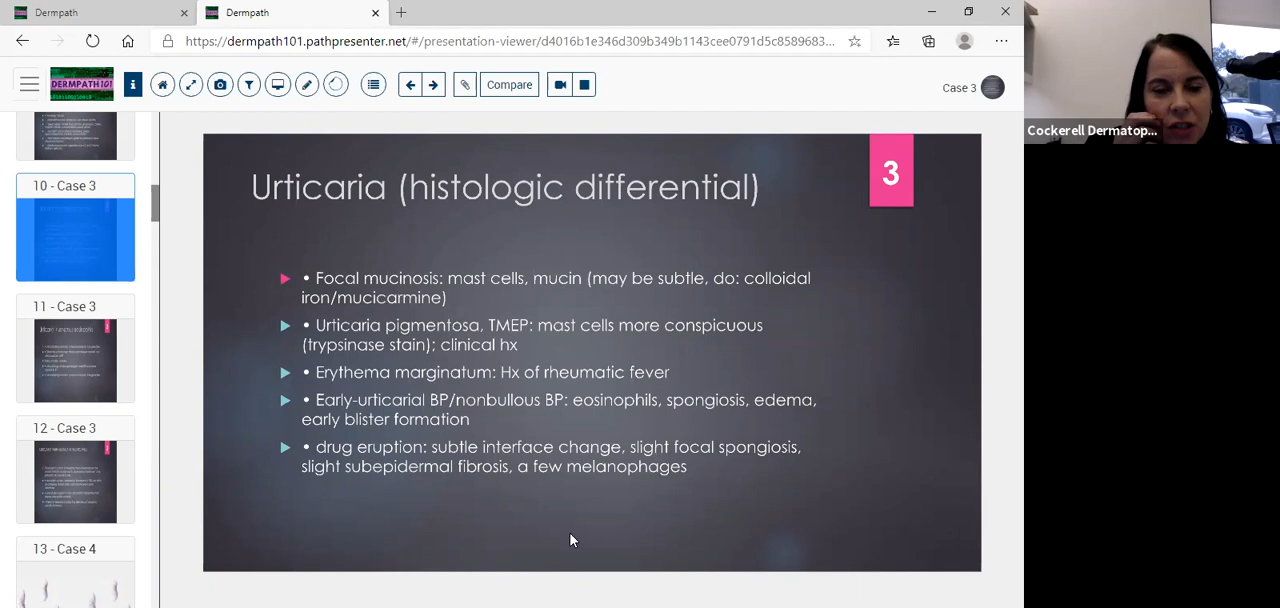 Dermpath
Dermpath
https://dermpath101.pathpresenter.net/#/presentation-viewer/d4016b1e346d309b349b1143cee0791d5c8589683...
DERMPATH101
Compare
Case 3
Cockerell Dermatop...
10 - Case 3
11 - Case 3
12 - Case 3
13 - Case 4
3
Urticaria (histologic differential)
• Focal mucinosis: mast cells, mucin (may be subtle, do: colloidal
iron/mucicarmine)
• Urticaria pigmentosa, TMEP: mast cells more conspicuous
(trypsinase stain); clinical hx
• Erythema marginatum: Hx of rheumatic fever
• Early-urticarial BP/nonbullous BP: eosinophils, spongiosis, edema,
early blister formation
• drug eruption: subtle interface change, slight focal spongiosis,
slight subepidermal fibrosis, a few melanophages